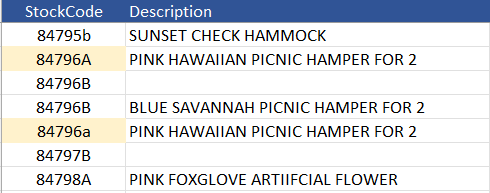 StockCode Description
84795b SUNSET CHECK HAMMOCK
84796A PINK HAWAIIAN PICNIC HAMPER FOR 2
84796B
84796B BLUE SAVANNAH PICNIC HAMPER FOR 2
84796a PINK HAWAIIAN PICNIC HAMPER FOR 2
84797B
84798A PINK FOXGLOVE ARTIIFCIAL FLOWER